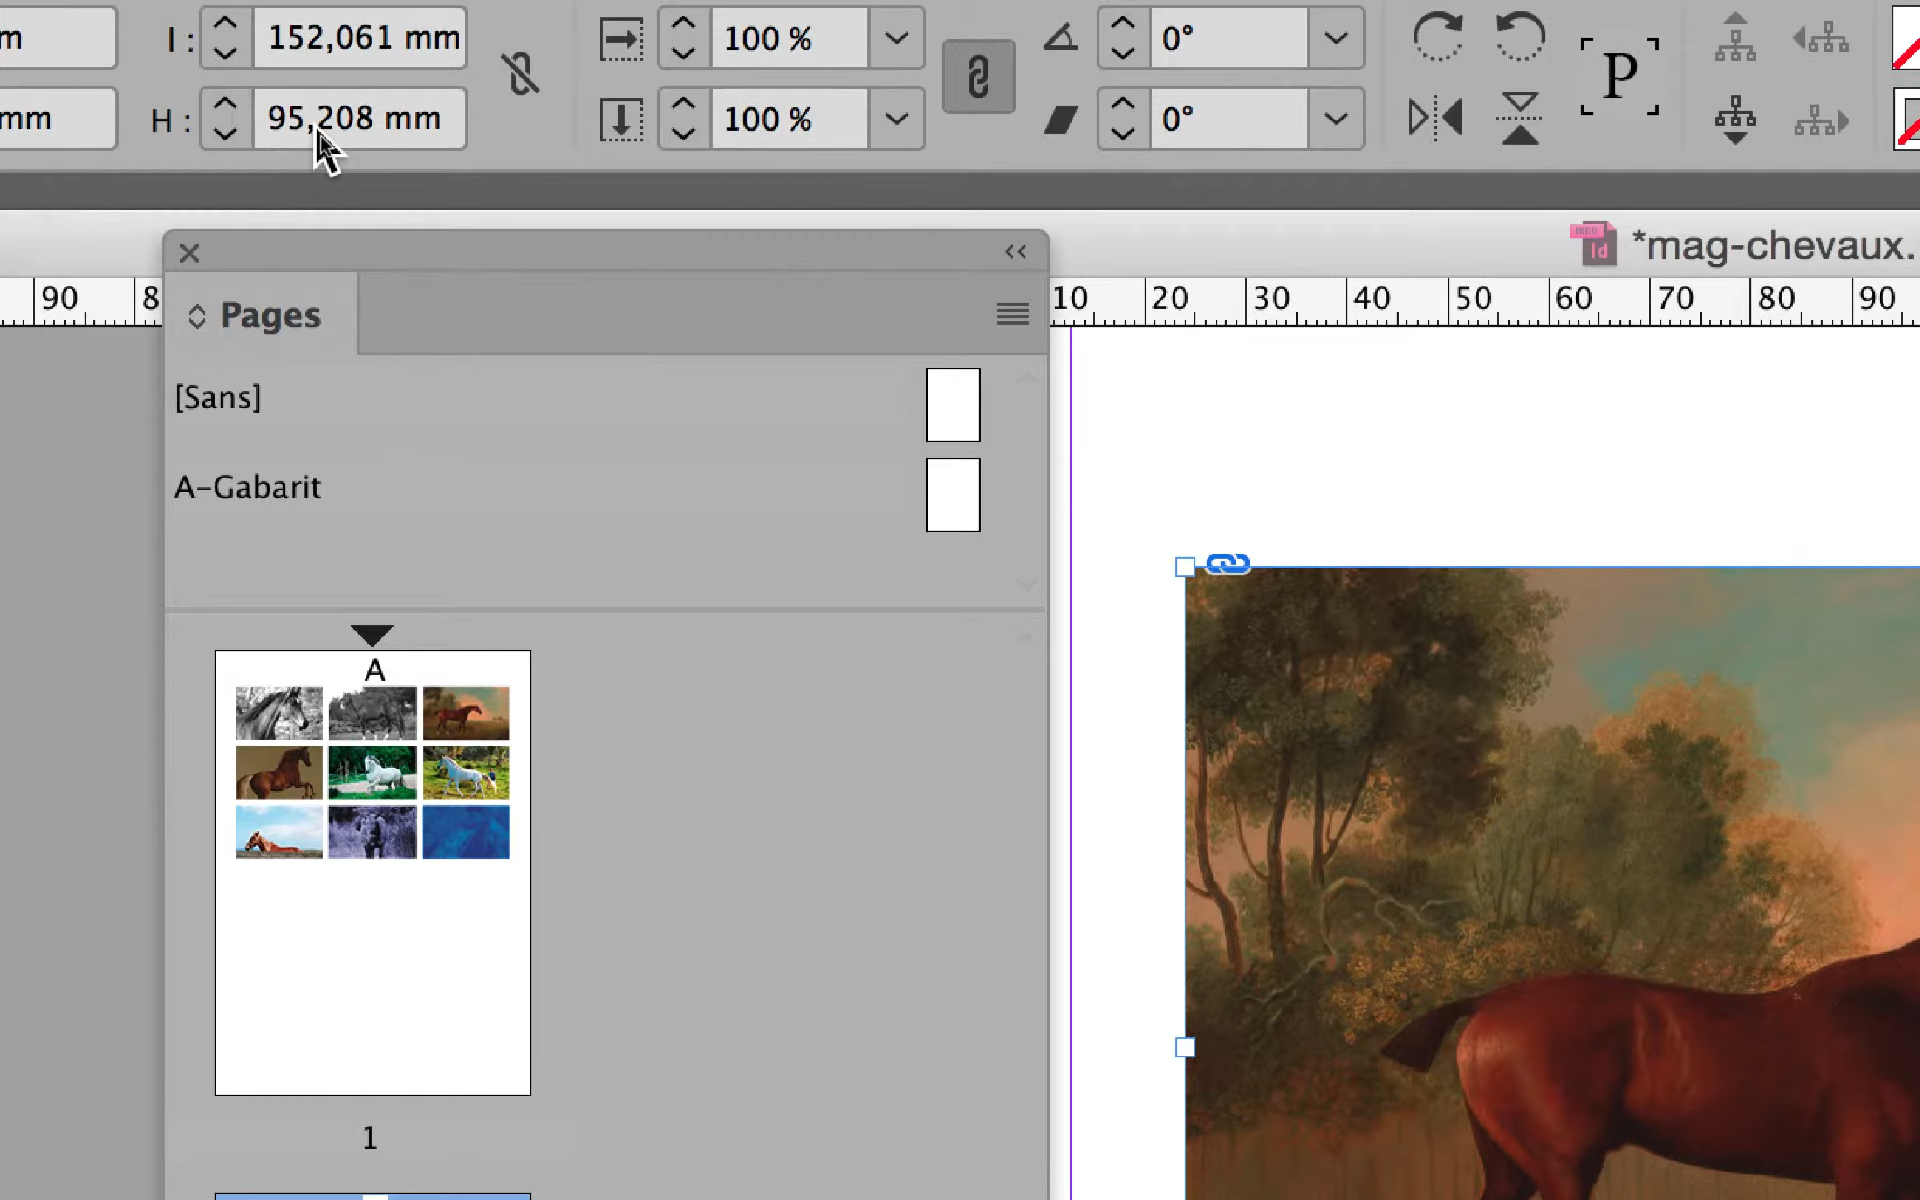 m
I : 152,061 mm 100 % 0°
mm
H : 95,208 mm 100 % 0°
P
Id *mag-chevaux.
90 8 10 20 30 40 50 60 70 80 90
Pages
[Sans]
A-Gabarit
A
1